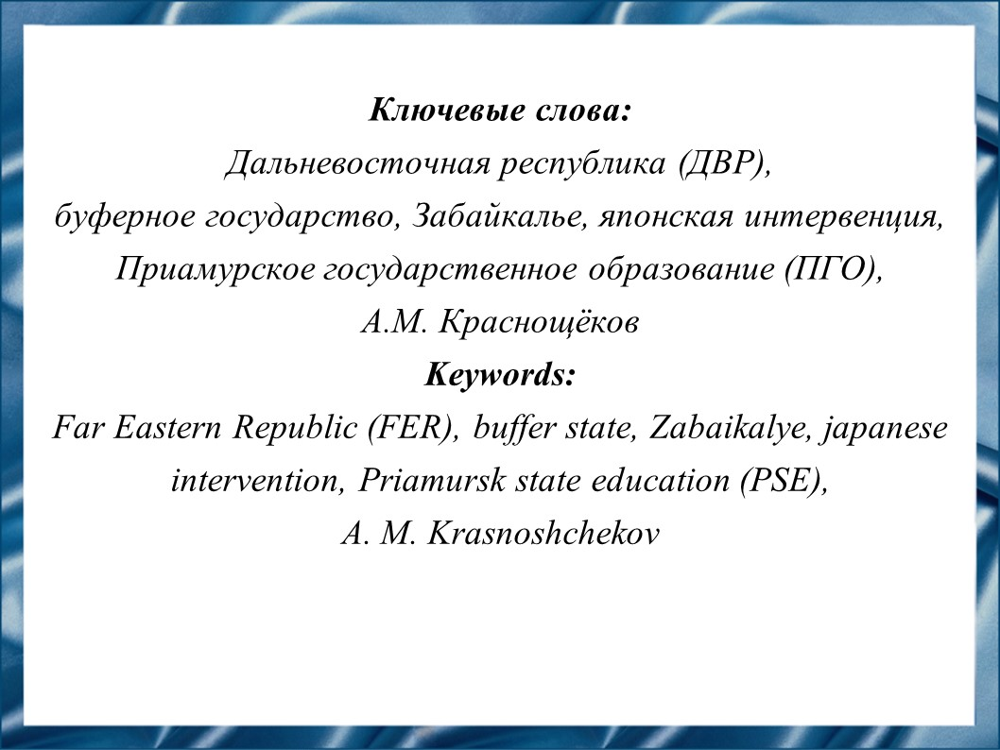 Ключевые слова:
Дальневосточная республика (ДВР),
буферное государство, Забайкалье, японская интервенция,
Приамурское государственное образование (ПГО),
А.М. Краснощёков
Keywords:
Far Eastern Republic (FER), buffer state, Zabaikalye, japanese
intervention, Priamursk state education (PSE),
A. M. Krasnoshchekov